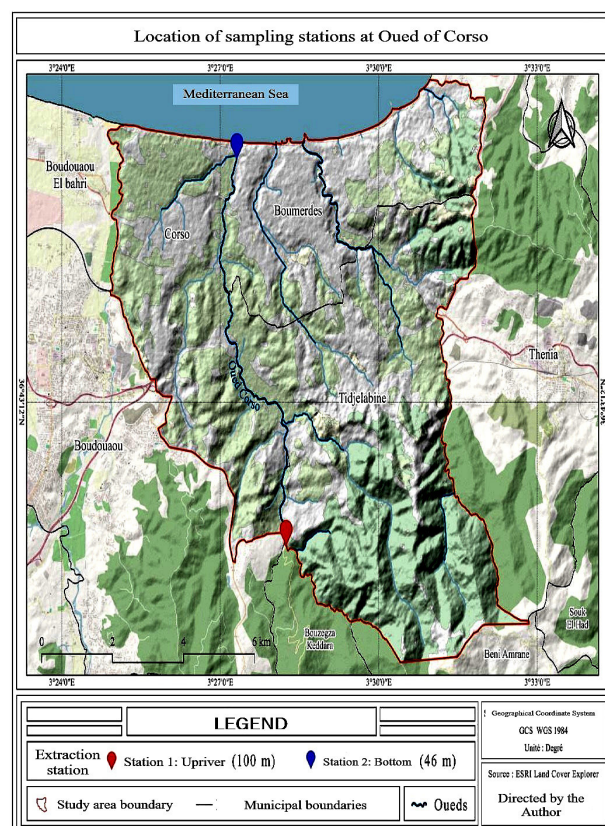 Location of sampling stations at Oued of Corso
3°24'0"E 3°27'0"E 3°30'0"E 3°33'0"E
Mediterranean Sea
Boudouaou
El bahri
Corso
Boumerdes
Thenia
36°43'12"N
36°43'12"N
Oued Corso
Tidjelabine
Boudouaou
Souk
El Had
Bouzegza
Keddara
Beni Amrane
0 2 4 6 km
3°24'0"E 3°27'0"E 3°30'0"E 3°33'0"E
LEGEND
Extraction
station
Station 1: Upriver (100 m)
Station 2: Bottom (46 m)
Study area boundary
Municipal boundaries
Oueds
Geographical Coordinate System
GCS WGS 1984
Unité : Degré
Source : ESRI Land Cover Explorer
Directed by the
Author